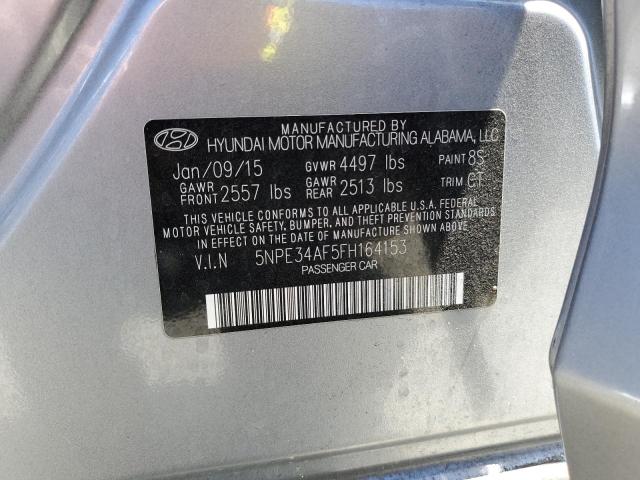 MANUFACTURED BY
HYUNDAI MOTOR MANUFACTURING ALABAMA, LLC
Jan/09/15 GVWR 4497 lbs PAINT 8S
GAWR FRONT 2557 lbs GAWR REAR 2513 lbs TRIM CT
THIS VEHICLE CONFORMS TO ALL APPLICABLE U.S.A. FEDERAL
MOTOR VEHICLE SAFETY, BUMPER, AND THEFT PREVENTION
STANDARDS IN EFFECT ON THE DATE OF MANUFACTURE SHOWN ABOVE.
V.I.N 5NPE34AF5FH164153
PASSENGER CAR